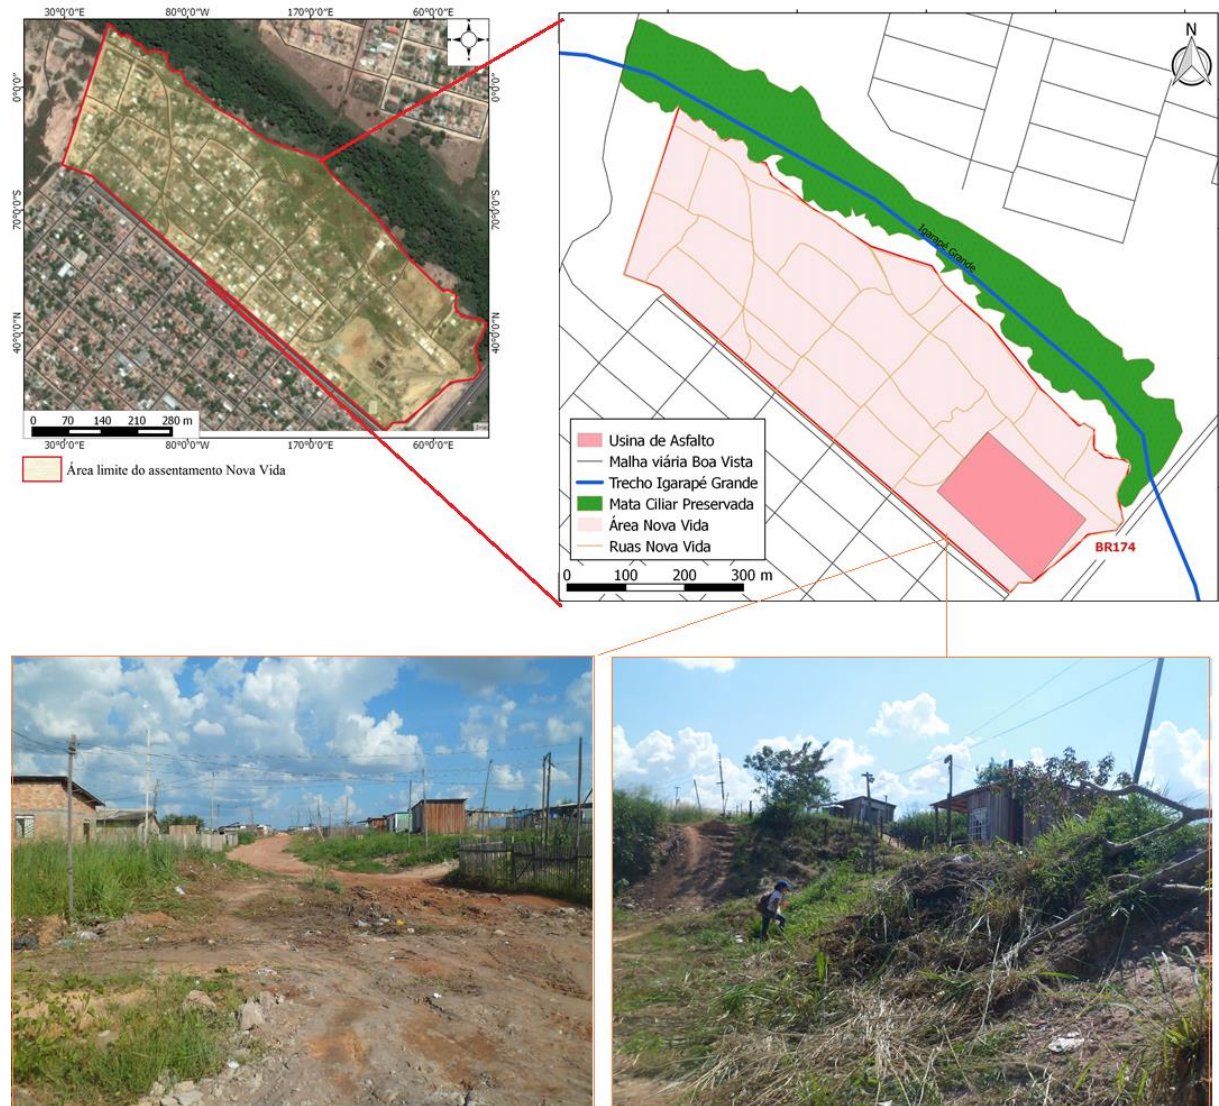 30°0'0"E 80°0'0"W 170°0'0"E 60°0'0"E
0°0'0"
70°0'0"S
40°0'0"N
0°0'0"
70°0'0"S
40°0'0"N
0 70 140 210 280 m
30°0'0"E 80°0'0"W 170°0'0"E 60°0'0"E
Área limite do assentamento Nova Vida
N
Igarapé Grande
Usina de Asfalto
Malha viária Boa Vista
Trecho Igarapé Grande
Mata Ciliar Preservada
Área Nova Vida
Ruas Nova Vida
BR174
0 100 200 300 m